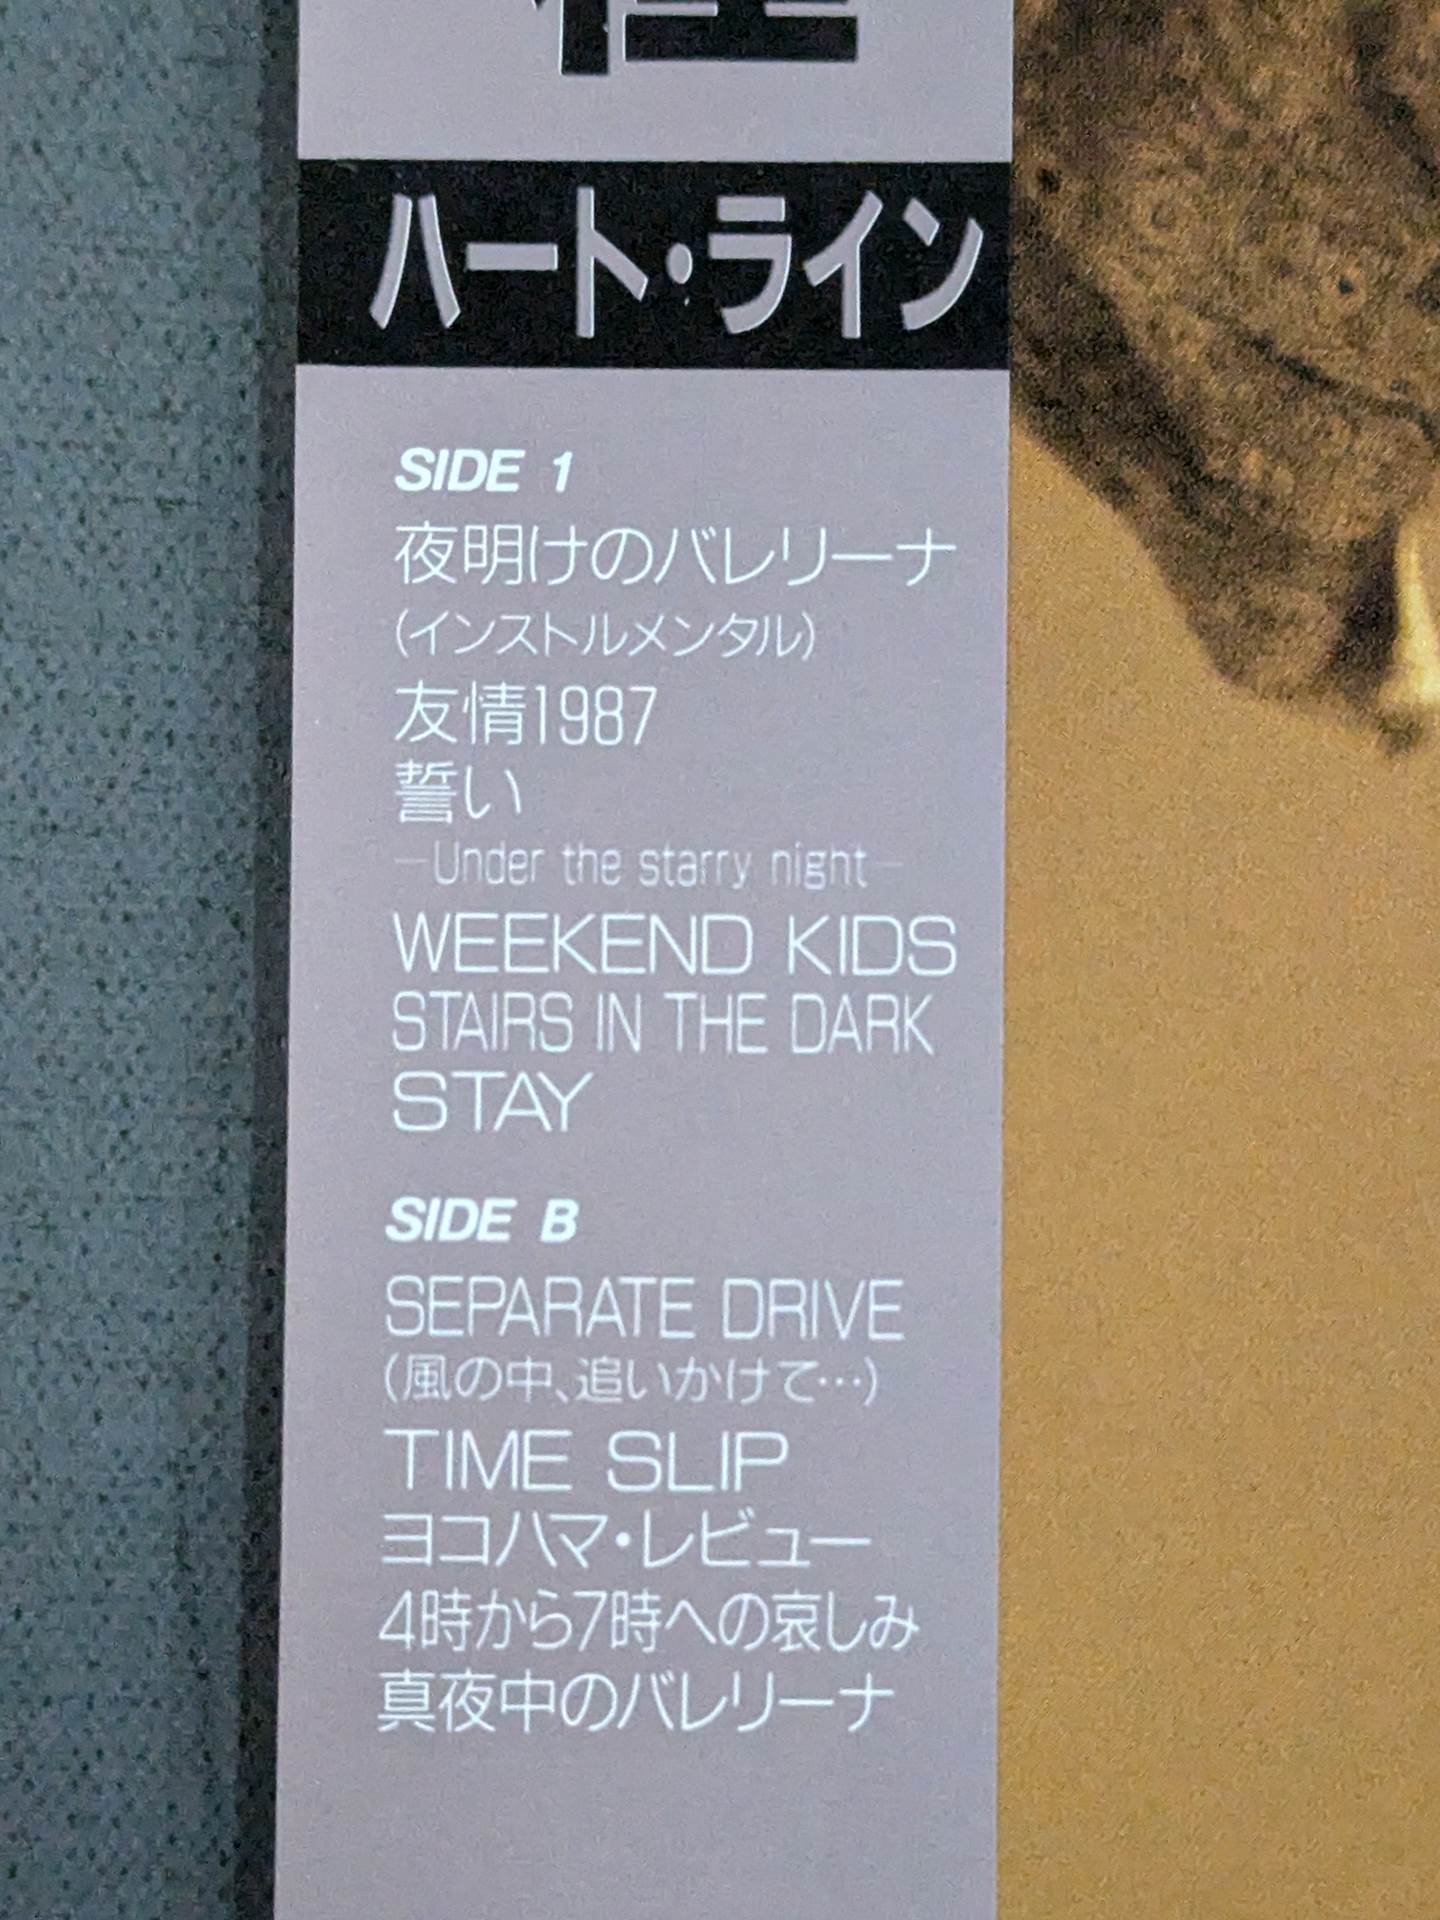 ハート・ライン
SIDE 1
夜明けのバレリーナ
(インストルメンタル)
友情1987
誓い
—Under the starry night—
WEEKEND KIDS
STAIRS IN THE DARK
STAY
SIDE B
SEPARATE DRIVE
(風の中、追いかけて…)
TIME SLIP
ヨコハマ・レビュー
4時から7時への哀しみ
真夜中のバレリーナ